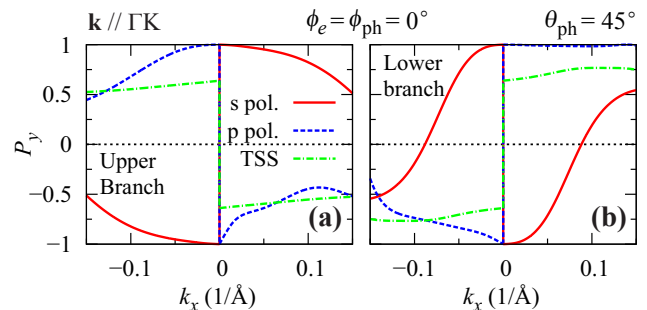 k // ΓK
ϕe = ϕph = 0°
θph = 45°
Py
1
0.5
0
−0.5
−1
s pol.
p pol.
TSS
Upper
Branch
(a)
Lower
branch
(b)
−0.1 0 0.1
−0.1 0 0.1
kx (1/Å)
kx (1/Å)